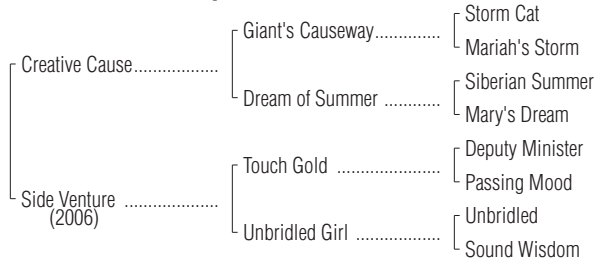 Storm Cat
Giant's Causeway..............
Mariah's Storm
Creative Cause..................
Siberian Summer
Dream of Summer ............
Mary's Dream
Deputy Minister
Touch Gold .....................
Passing Mood
Side Venture ....................
(2006)
Unbridled
Unbridled Girl .................
Sound Wisdom